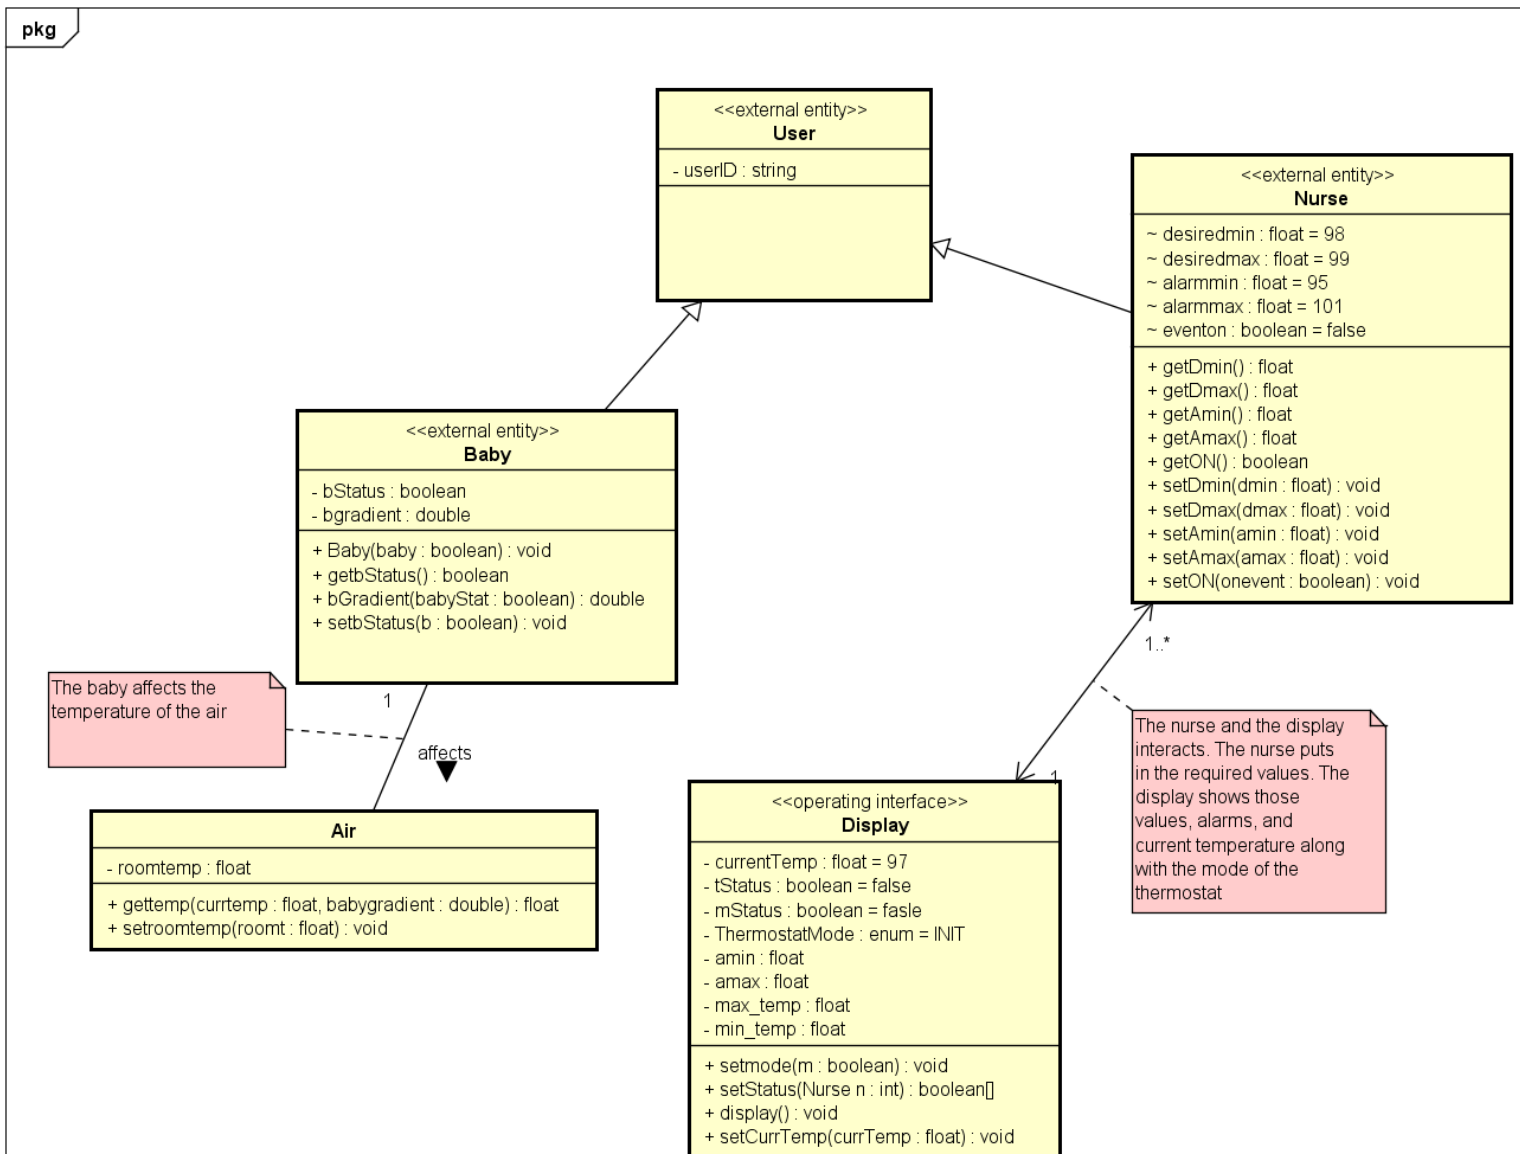 pkg
<<external entity>>
User
- userID : string
<<external entity>>
Nurse
~ desiredmin : float = 98
~ desiredmax : float = 99
~ alarmmin : float = 95
~ alarmmax : float = 101
~ eventon : boolean = false
+ getDmin() : float
+ getDmax() : float
+ getAmin() : float
+ getAmax() : float
+ getON() : boolean
+ setDmin(dmin : float) : void
+ setDmax(dmax : float) : void
+ setAmin(amin : float) : void
+ setAmax(amax : float) : void
+ setON(onevent : boolean) : void
<<external entity>>
Baby
- bStatus : boolean
- bgradient : double
+ Baby(baby : boolean) : void
+ getbStatus() : boolean
+ bGradient(babyStat : boolean) : double
+ setbStatus(b : boolean) : void
The baby affects the
temperature of the air
1
affects
1..*
1
The nurse and the display
interacts. The nurse puts
in the required values. The
display shows those
values, alarms, and
current temperature along
with the mode of the
thermostat
Air
- roomtemp : float
+ gettemp(currtemp : float, babygradient : double) : float
+ setroomtemp(roomt : float) : void
<<operating interface>>
Display
- currentTemp : float = 97
- tStatus : boolean = false
- mStatus : boolean = fasle
- ThermostatMode : enum = INIT
- amin : float
- amax : float
- max_temp : float
- min_temp : float
+ setmode(m : boolean) : void
+ setStatus(Nurse n : int) : boolean[]
+ display() : void
+ setCurrTemp(currTemp : float) : void